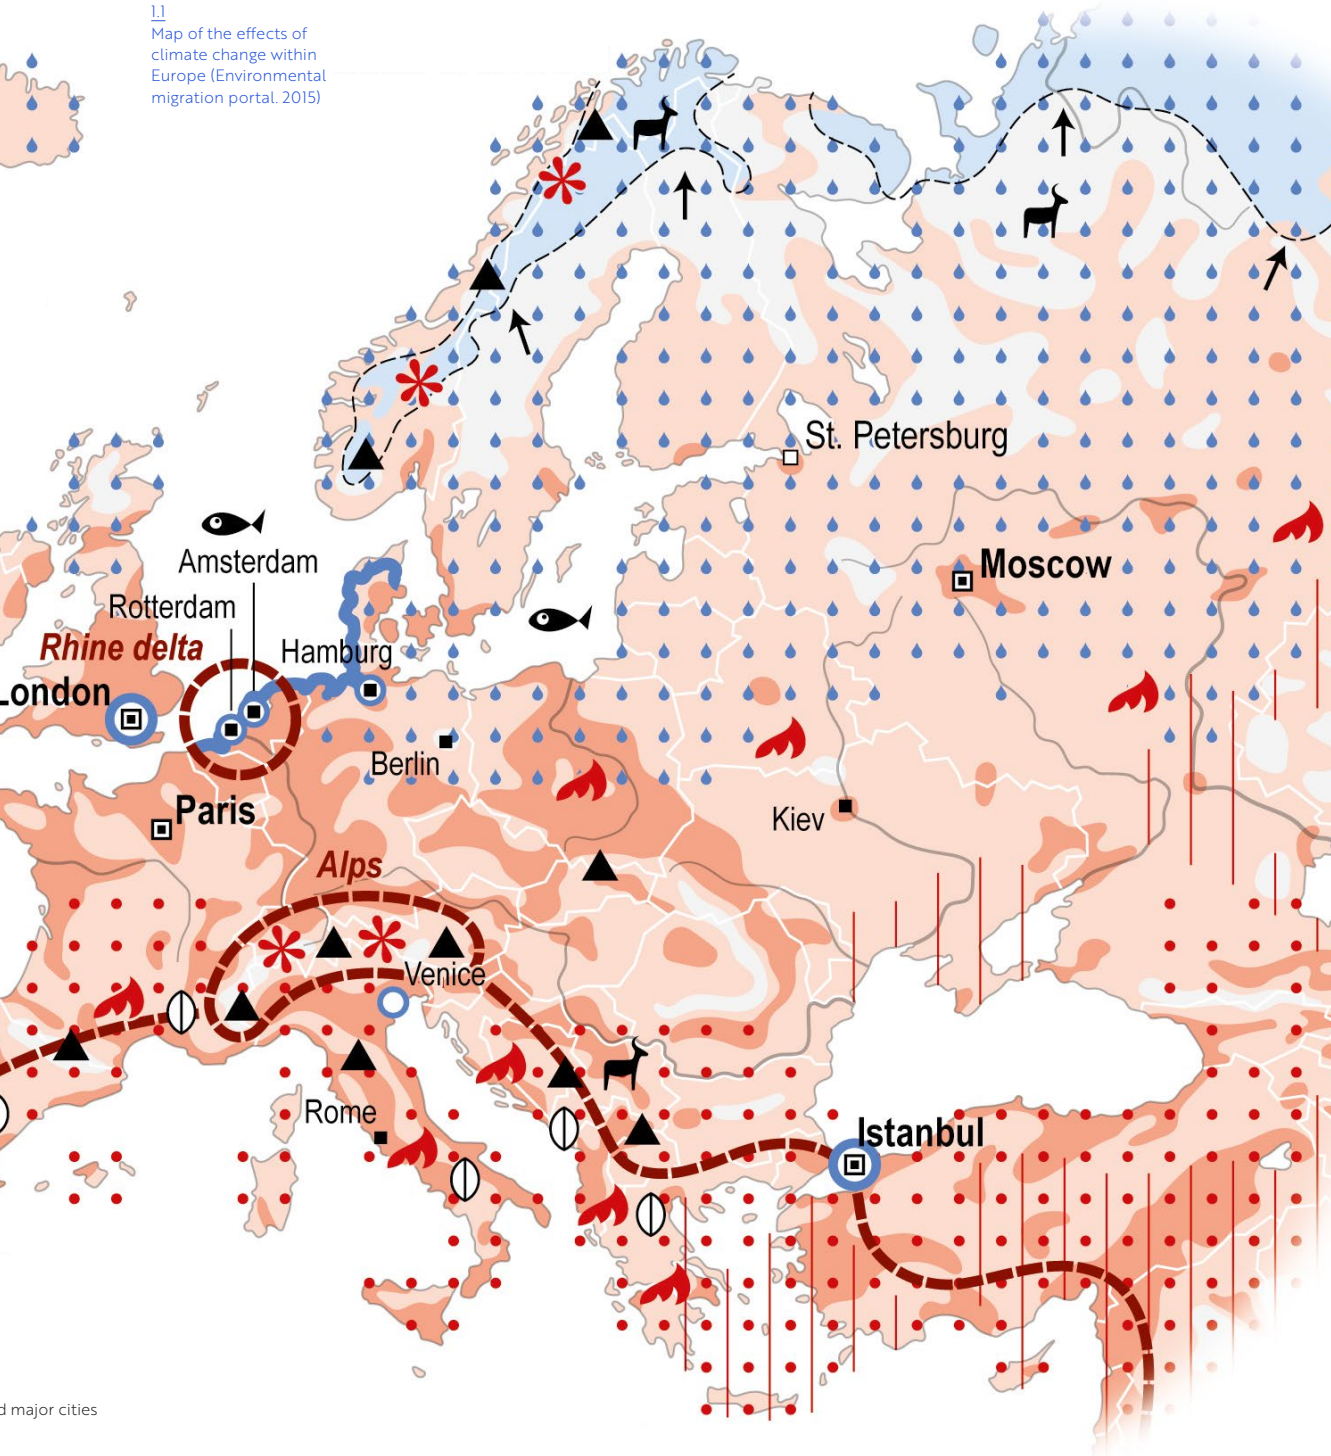 1.1
Map of the effects of
climate change within
Europe (Environmental
migration portal. 2015)
St. Petersburg
Moscow
Amsterdam
Rotterdam
Rhine delta
Hamburg
London
Berlin
Paris
Kiev
Alps
Venice
Rome
Istanbul
d major cities